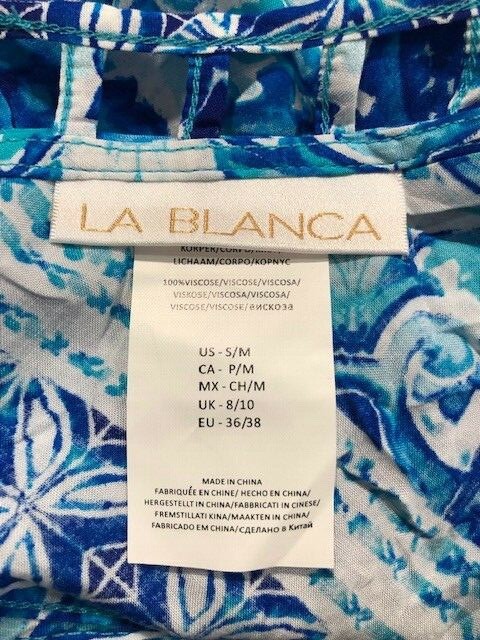 LA BLANCA
KÖRPER/CORPO/
LICHAAM/CORPO/КОРПУС
100%VISCOSE/VISCOSE/VISCOSA/
VISKOSE/VISCOSA/VISCOSA/
VISCOSE/VISCOSE/вискоза
US - S/M
CA - P/M
MX - CH/M
UK - 8/10
EU - 36/38
MADE IN CHINA
FABRIQUÉE EN CHINE/ HECHO EN CHINA/
HERGESTELLT IN CHINA/FABBRICATI IN CINESE/
FREMSTILLATI KINA/MAAKTEN IN CHINA/
FABRICADO EM CHINA/СДЕЛАНО В Китай